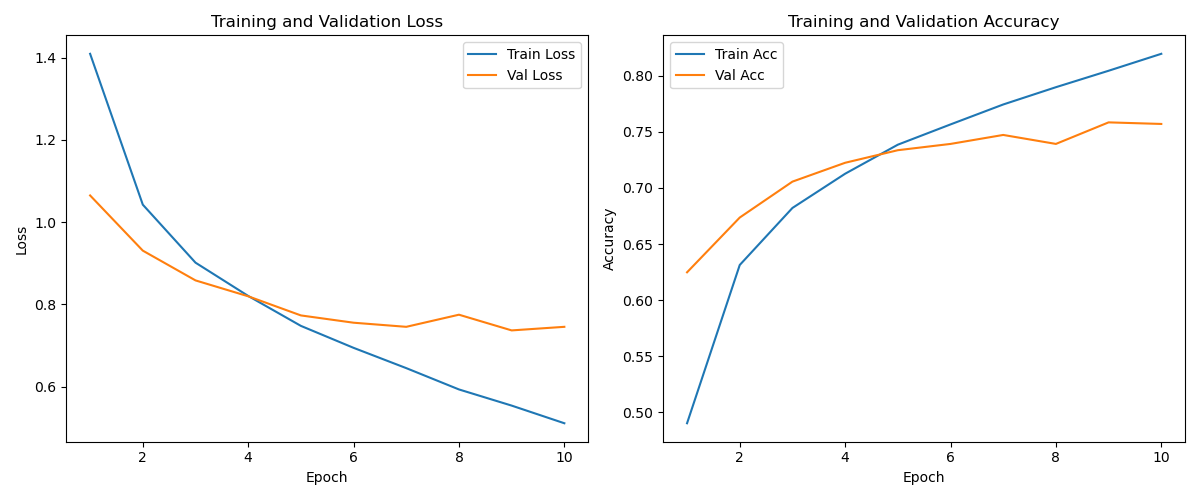 Training and Validation Loss
Train Loss
Val Loss
1.4
1.2
1.0
0.8
0.6
Loss
2 4 6 8 10
Epoch
Training and Validation Accuracy
Train Acc
Val Acc
0.80
0.75
0.70
0.65
0.60
0.55
0.50
Accuracy
2 4 6 8 10
Epoch